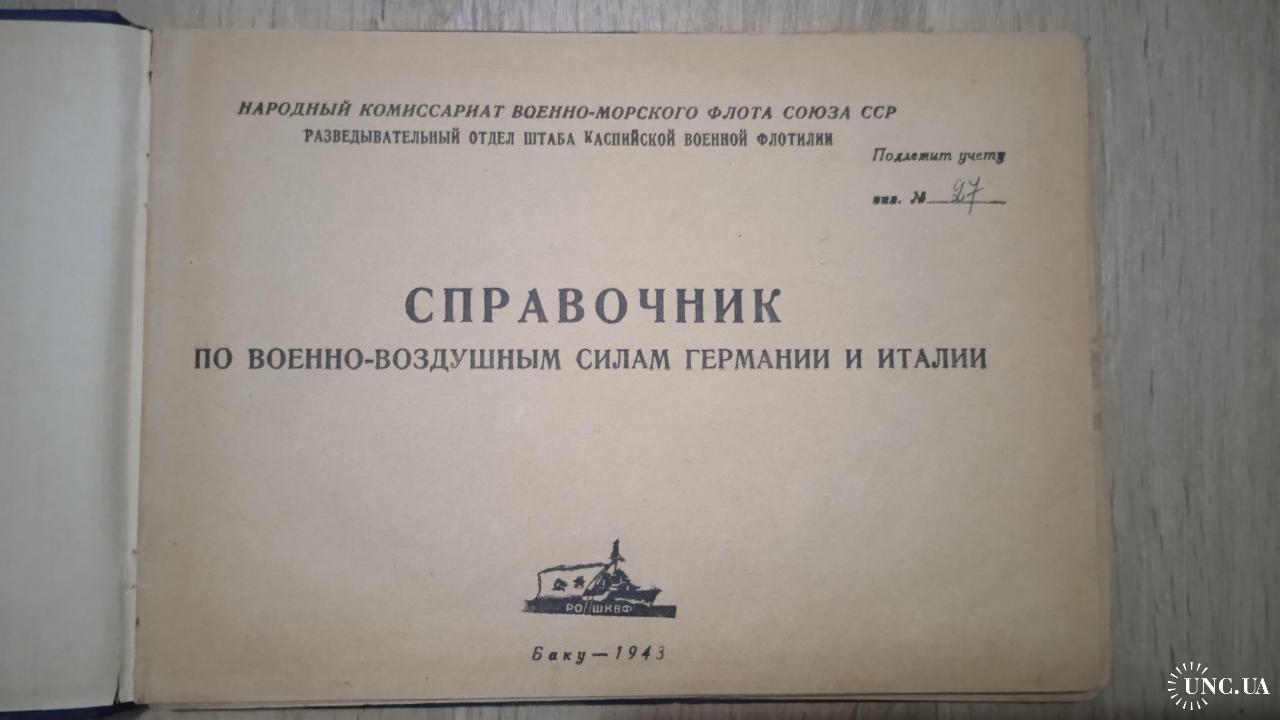 НАРОДНЫЙ КОМИССАРИАТ ВОЕННО-МОРСКОГО ФЛОТА СОЮЗА ССР
РАЗВЕДЫВАТЕЛЬНЫЙ ОТДЕЛ ШТАБА КАСПИЙСКОЙ ВОЕННОЙ ФЛОТИЛИИ
Подлежит учету
экз. № 27
СПРАВОЧНИК
ПО ВОЕННО-ВОЗДУШНЫМ СИЛАМ ГЕРМАНИИ И ИТАЛИИ
РО//ШКВФ
Баку—1943
UNC.UA